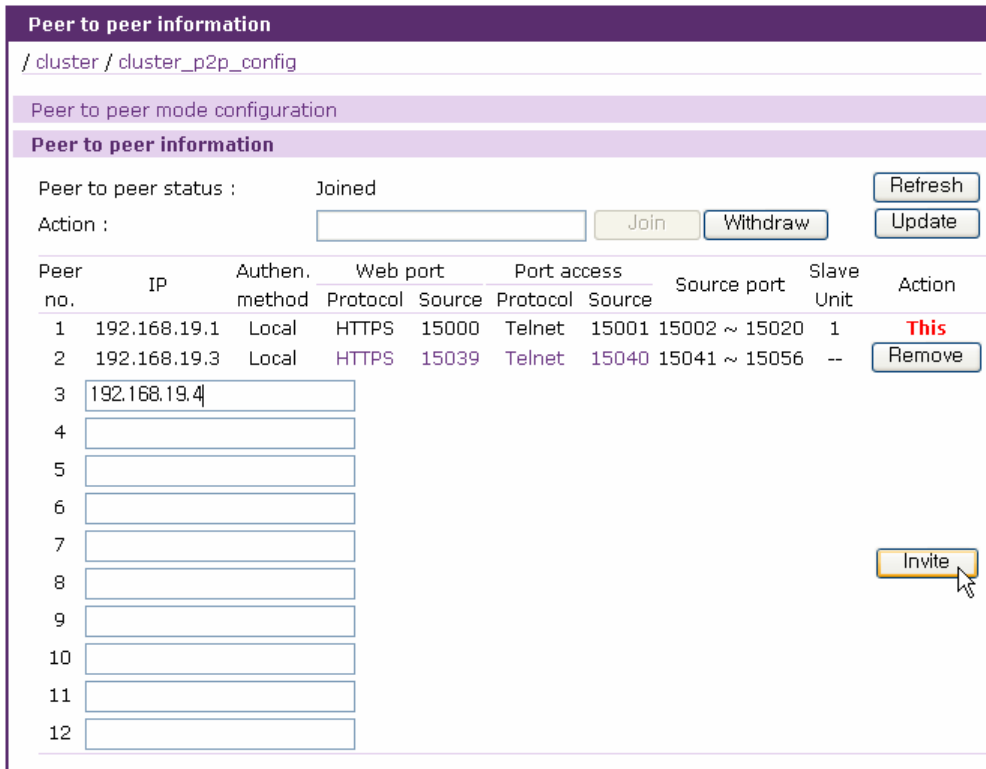 Peer to peer information
/ cluster / cluster_p2p_config
Peer to peer mode configuration
Peer to peer information
Peer to peer status : Joined Refresh
Action : Join Withdraw Update
Peer no. IP Authen. method Web port Port access Source port Slave Unit Action
Protocol Source Protocol Source
1 192.168.19.1 Local HTTPS 15000 Telnet 15001 15002 ~ 15020 1 This
2 192.168.19.3 Local HTTPS 15039 Telnet 15040 15041 ~ 15056 -- Remove
3 192.168.19.4
4
5
6
7
Invite
8
9
10
11
12